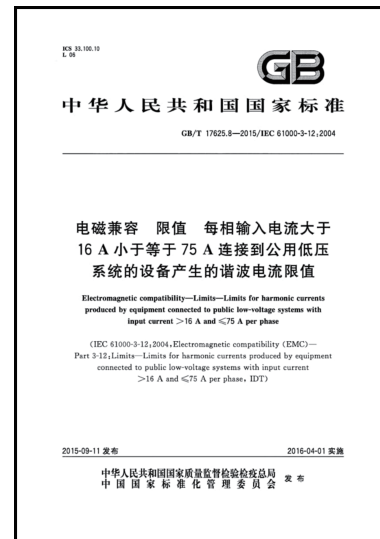 ICS 33.100.10
L 06
GB
中华人民共和国国家标准
GB/T 17625.8—2015/IEC 61000-3-12:2004
电磁兼容 限值 每相输入电流大于
16 A 小于等于 75 A 连接到公用低压
系统的设备产生的谐波电流限值
Electromagnetic compatibility—Limits—Limits for harmonic currents
produced by equipment connected to public low-voltage systems with
input current >16 A and ≤75 A per phase
(IEC 61000-3-12:2004,Electromagnetic compatibility (EMC)—
Part 3-12:Limits—Limits for harmonic currents produced by equipment
connected to public low-voltage systems with input current
>16 A and ≤75 A per phase, IDT)
2015-09-11 发布
2016-04-01 实施
中华人民共和国国家质量监督检验检疫总局
中国国家标准化管理委员会
发布